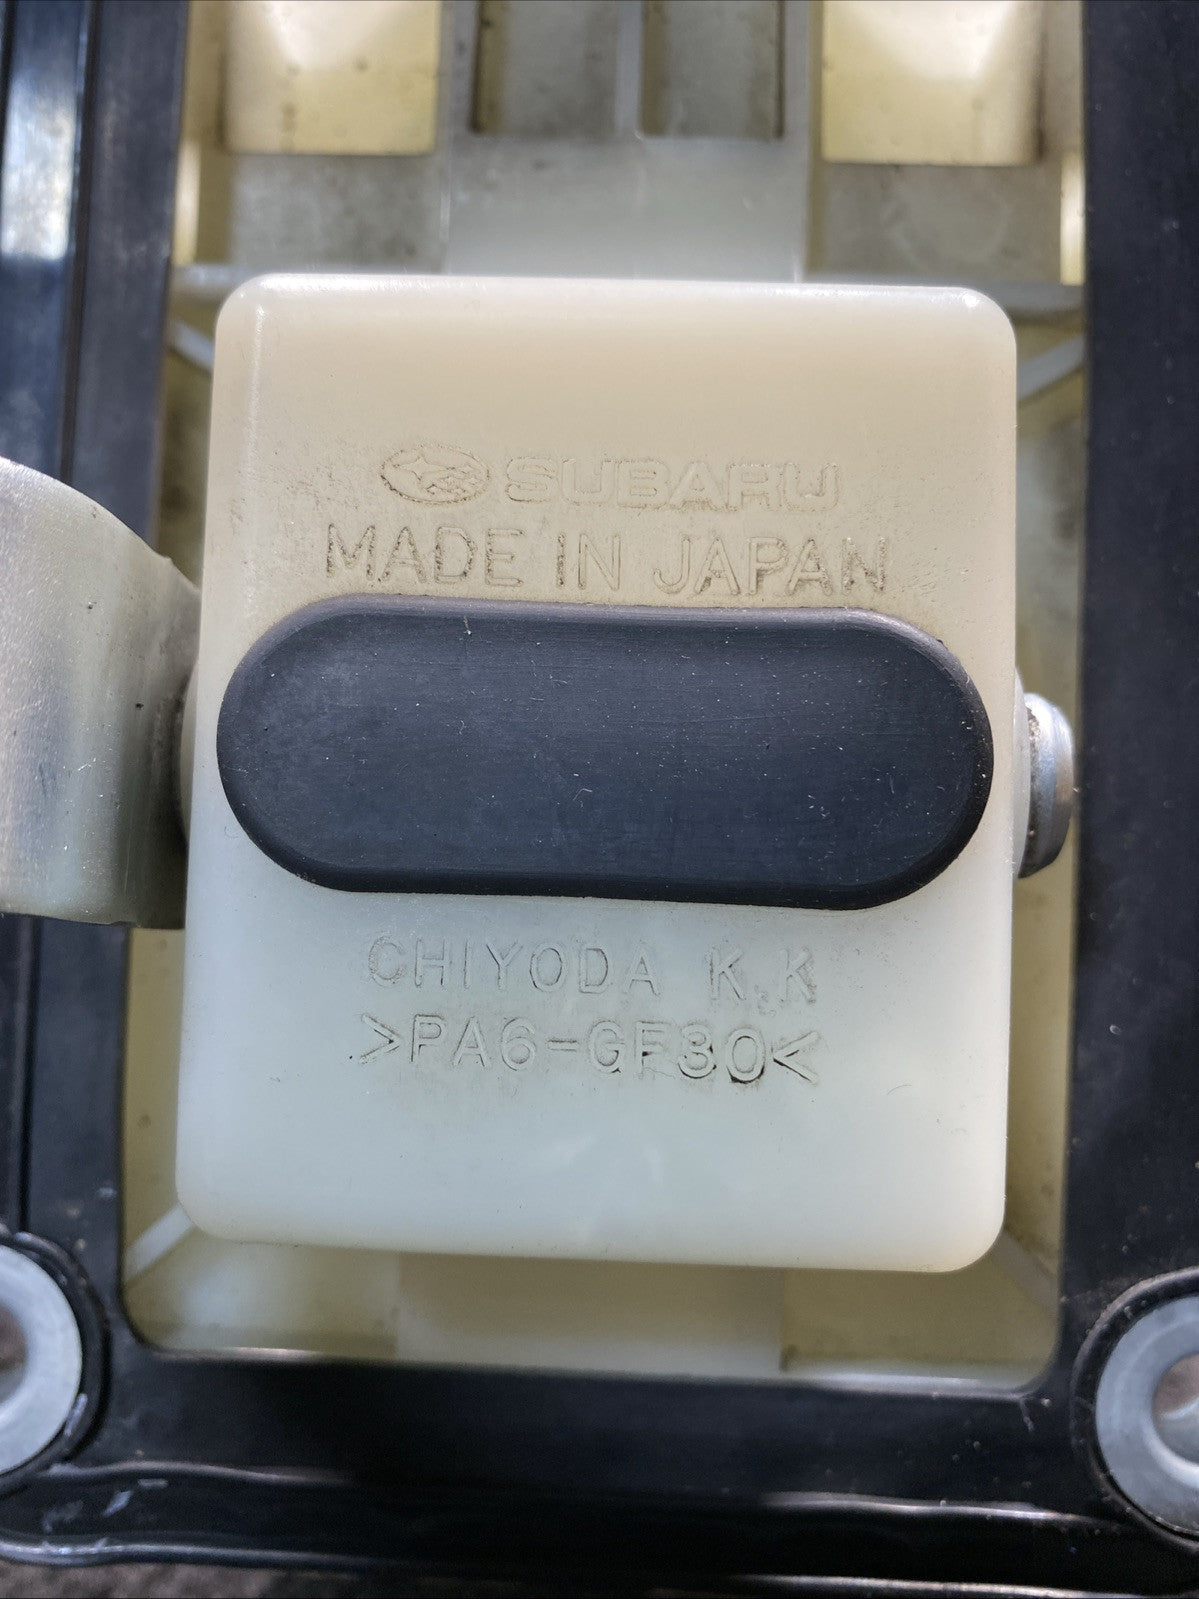 SUBARU
MADE IN JAPAN
CHIYODA K.K
>PA6-GF30<